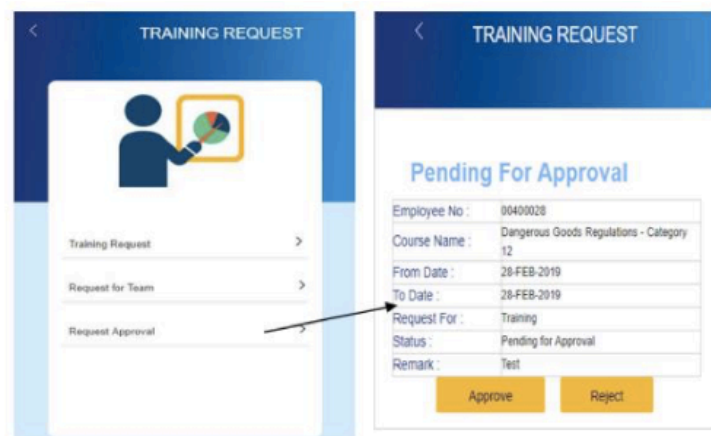 TRAINING REQUEST
Training Request
Request for Team
Request Approval
TRAINING REQUEST
Pending For Approval
Employee No : 00400028
Course Name : Dangerous Goods Regulations - Category
12
From Date : 28-FEB-2019
To Date : 28-FEB-2019
Request For : Training
Status : Pending for Approval
Remark : Test
Approve Reject